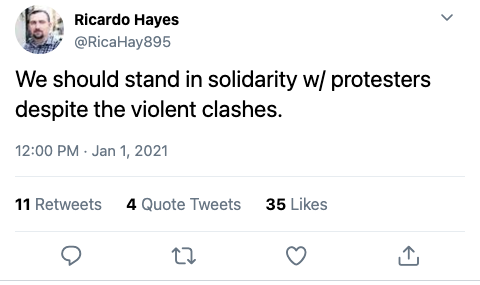 Ricardo Hayes
@RicaHay895
We should stand in solidarity w/ protesters
despite the violent clashes.
12:00 PM · Jan 1, 2021
11 Retweets 4 Quote Tweets 35 Likes